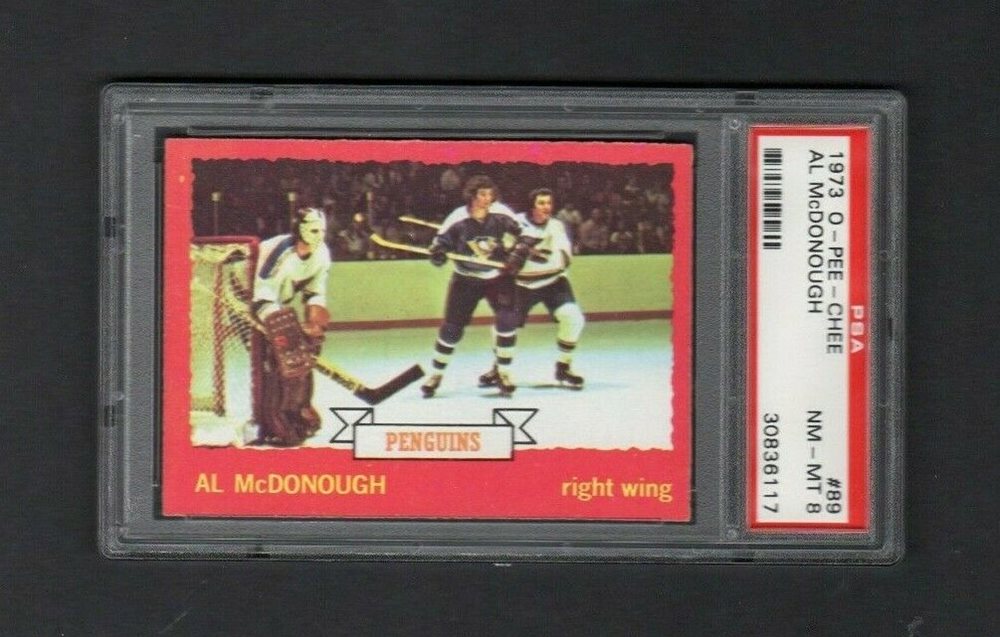 PENGUINS
AL McDONOUGH
right wing
PSA
1973 O-PEE-CHEE #89
AL McDONOUGH NM-MT 8
30836117